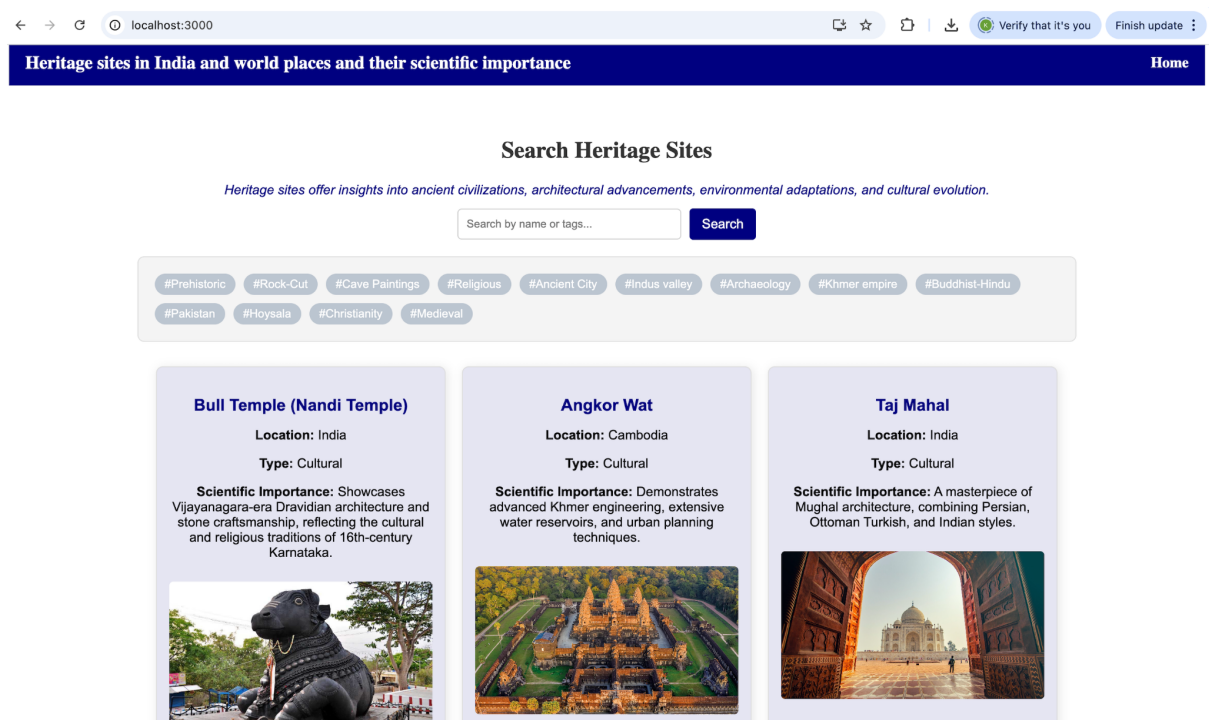 localhost:3000
Verify that it's you
Finish update
Heritage sites in India and world places and their scientific importance
Home
Search Heritage Sites
Heritage sites offer insights into ancient civilizations, architectural advancements, environmental adaptations, and cultural evolution.
Search by name or tags...
Search
#Prehistoric #Rock-Cut #Cave Paintings #Religious #Ancient City #Indus valley #Archaeology #Khmer empire #Buddhist-Hindu
#Pakistan #Hoysala #Christianity #Medieval
Bull Temple (Nandi Temple)
Location: India
Type: Cultural
Scientific Importance: Showcases
Vijayanagara-era Dravidian architecture and
stone craftsmanship, reflecting the cultural
and religious traditions of 16th-century
Karnataka.
Angkor Wat
Location: Cambodia
Type: Cultural
Scientific Importance: Demonstrates
advanced Khmer engineering, extensive
water reservoirs, and urban planning
techniques.
Taj Mahal
Location: India
Type: Cultural
Scientific Importance: A masterpiece of
Mughal architecture, combining Persian,
Ottoman Turkish, and Indian styles.